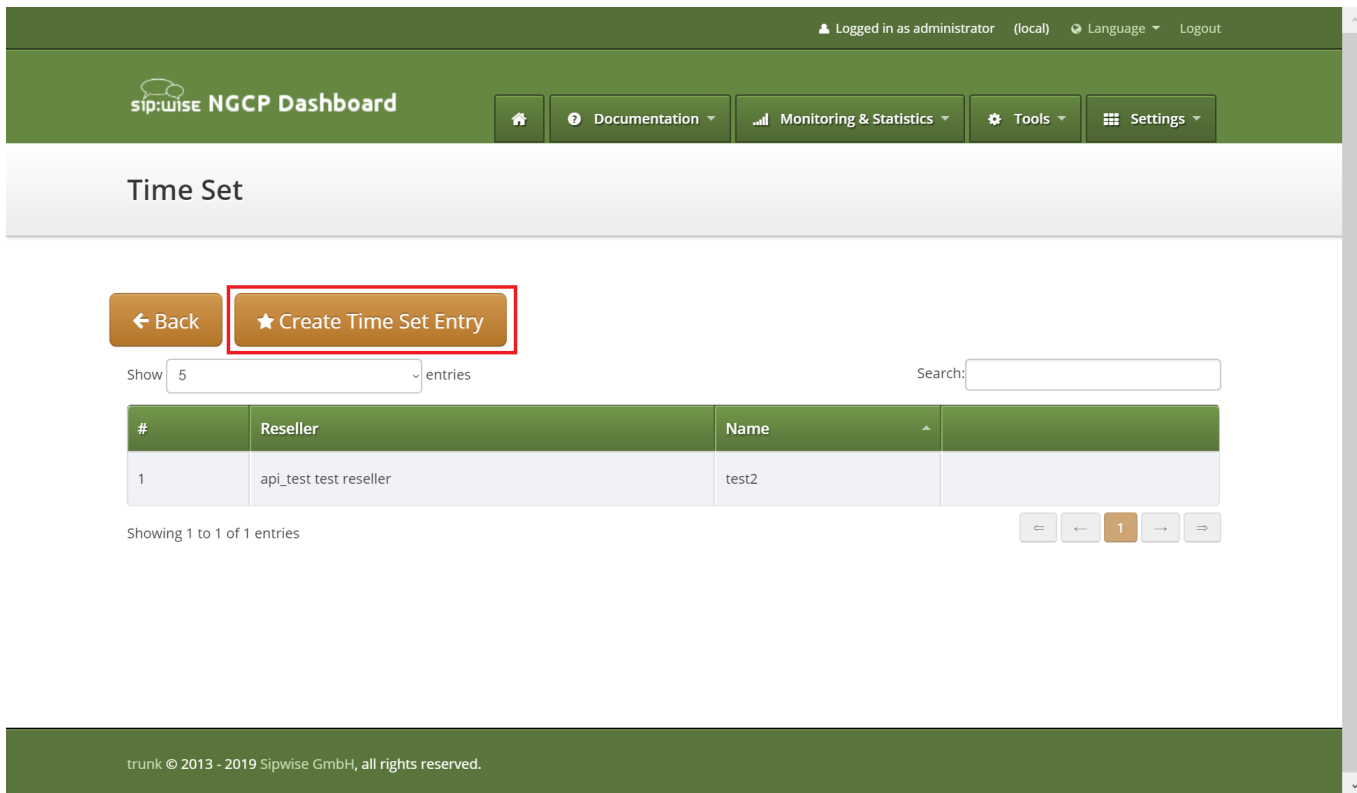 Logged in as administrator (local) Language Logout
sip:wise NGCP Dashboard
Documentation Monitoring & Statistics Tools Settings
Time Set
Back Create Time Set Entry
Show 5 entries Search:
# Reseller Name
1 api_test test reseller test2
Showing 1 to 1 of 1 entries
⇐ ← 1 → ⇒
trunk © 2013 - 2019 Sipwise GmbH, all rights reserved.